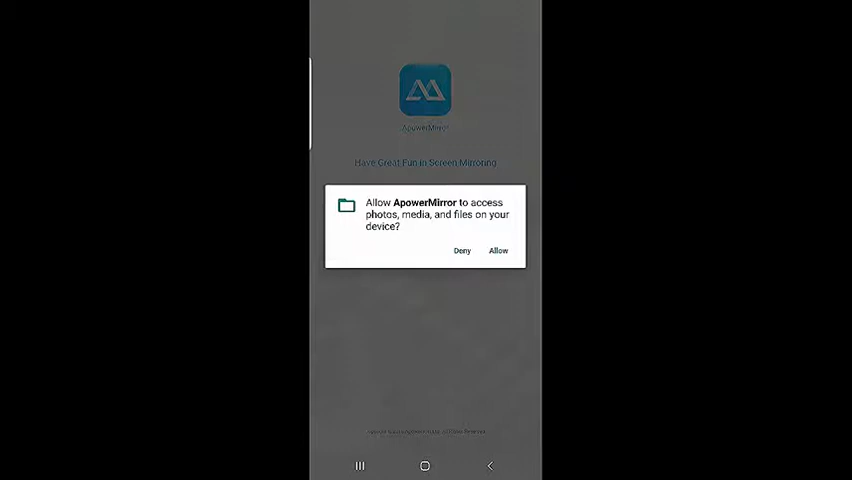 ApowerMirror
Have Great Fun in Screen Mirroring
Allow ApowerMirror to access
photos, media, and files on your
device?
Deny Allow